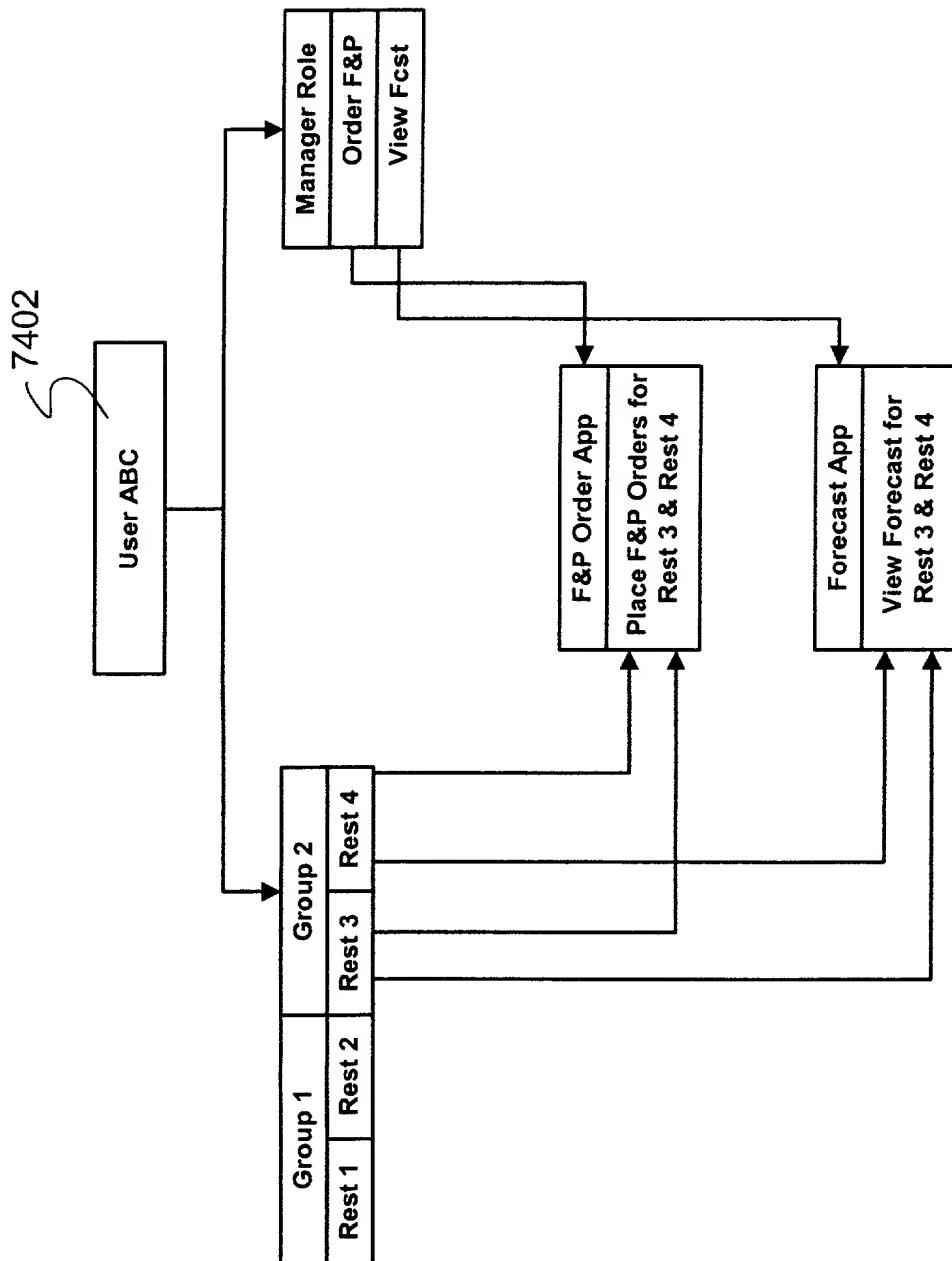 7402
User ABC
Group 1
Group 2
Rest 1
Rest 2
Rest 3
Rest 4
Manager Role
Order F&P
View Fcst
F&P Order App
Place F&P Orders for
Rest 3 & Rest 4
Forecast App
View Forecast for
Rest 3 & Rest 4